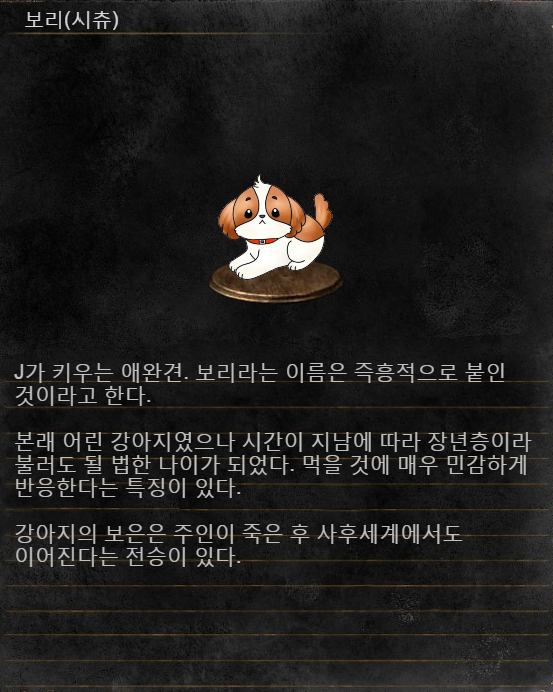 보리(시츄)
J가 키우는 애완견. 보리라는 이름은 즉흥적으로 붙인
것이라고 한다.
본래 어린 강아지였으나 시간이 지남에 따라 장년층이라
불러도 될 법한 나이가 되었다. 먹을 것에 매우 민감하게
반응한다는 특징이 있다.
강아지의 보은은 주인이 죽은 후 사후세계에서도
이어진다는 전승이 있다.